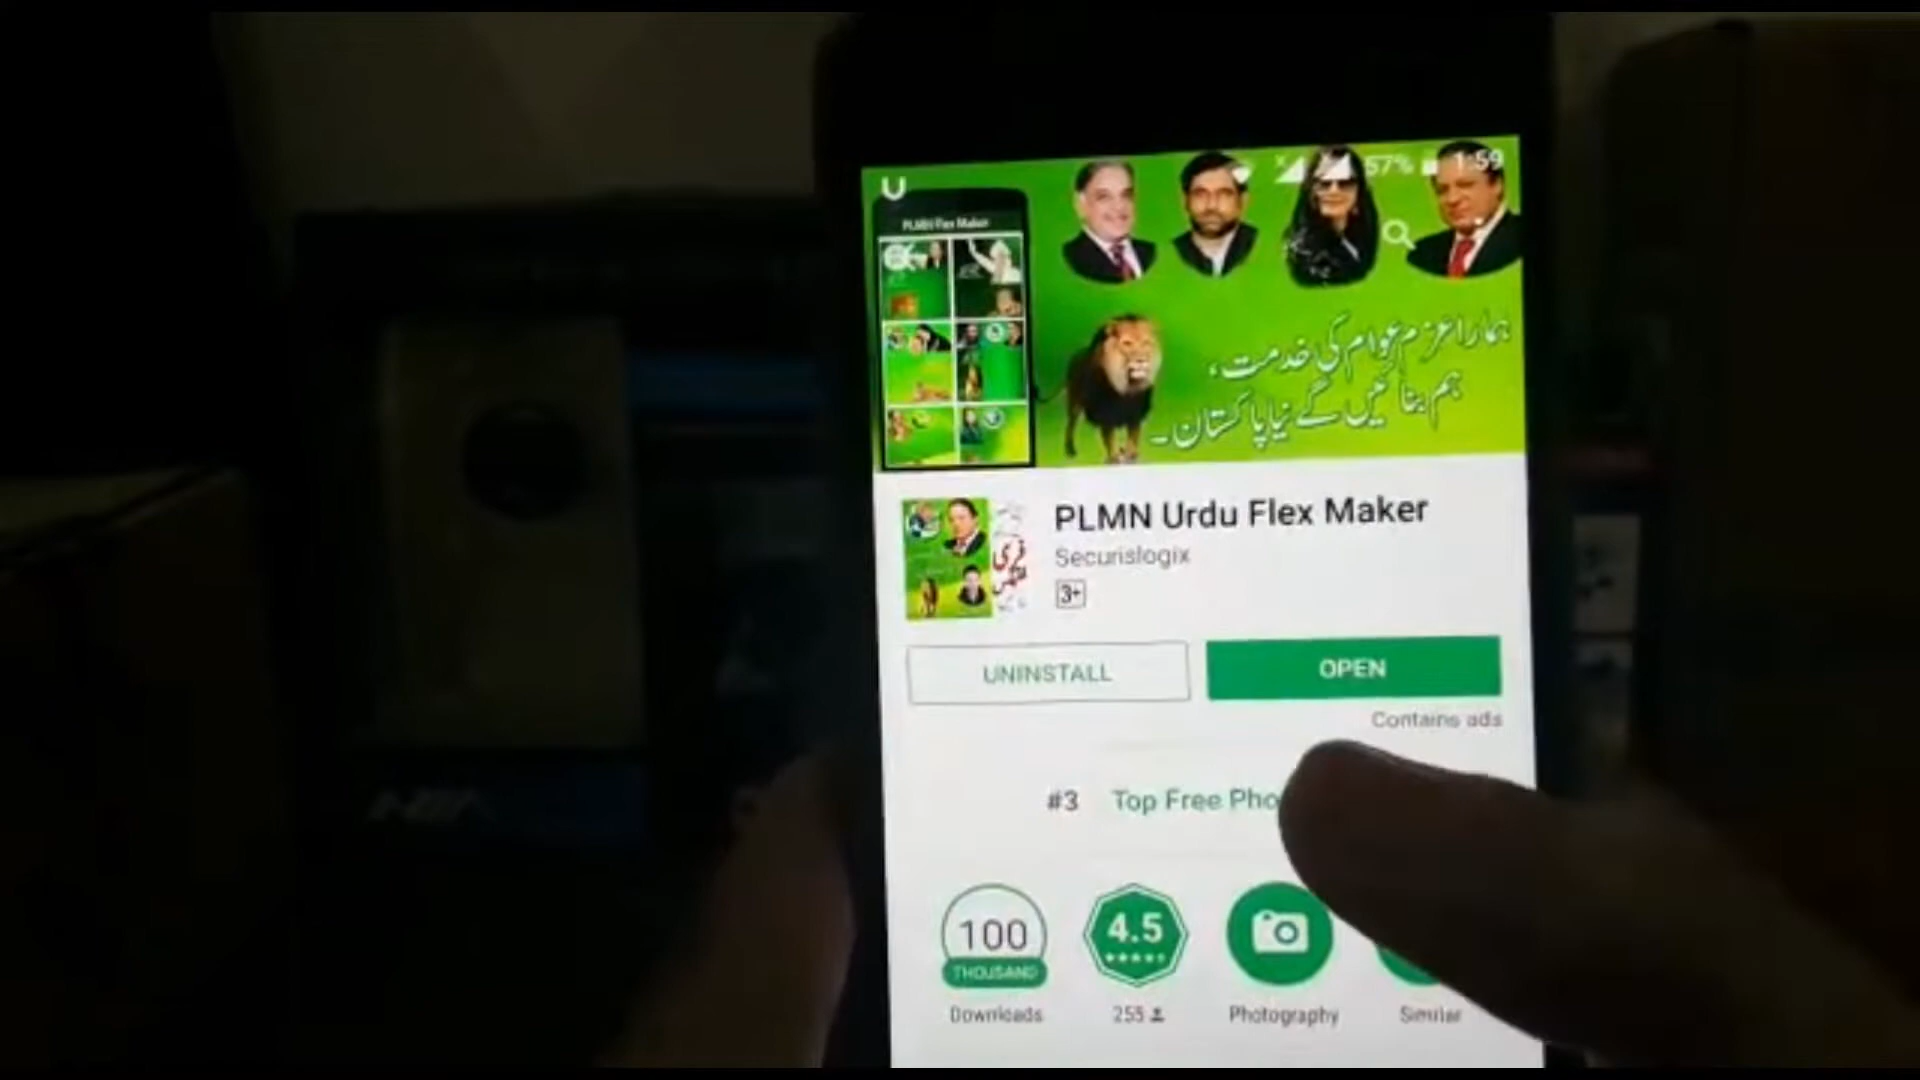 57% 1:59
PLMN Flex Maker
ہمارا عزم عوام کی خدمت،
ہم بنائیں گے نیا پاکستان۔
PLMN Urdu Flex Maker
Securislogix
3+
فری
UNINSTALL
OPEN
Contains ads
#3 Top Free Pho
100
THOUSAND
Downloads
4.5
255
Photography
Similar